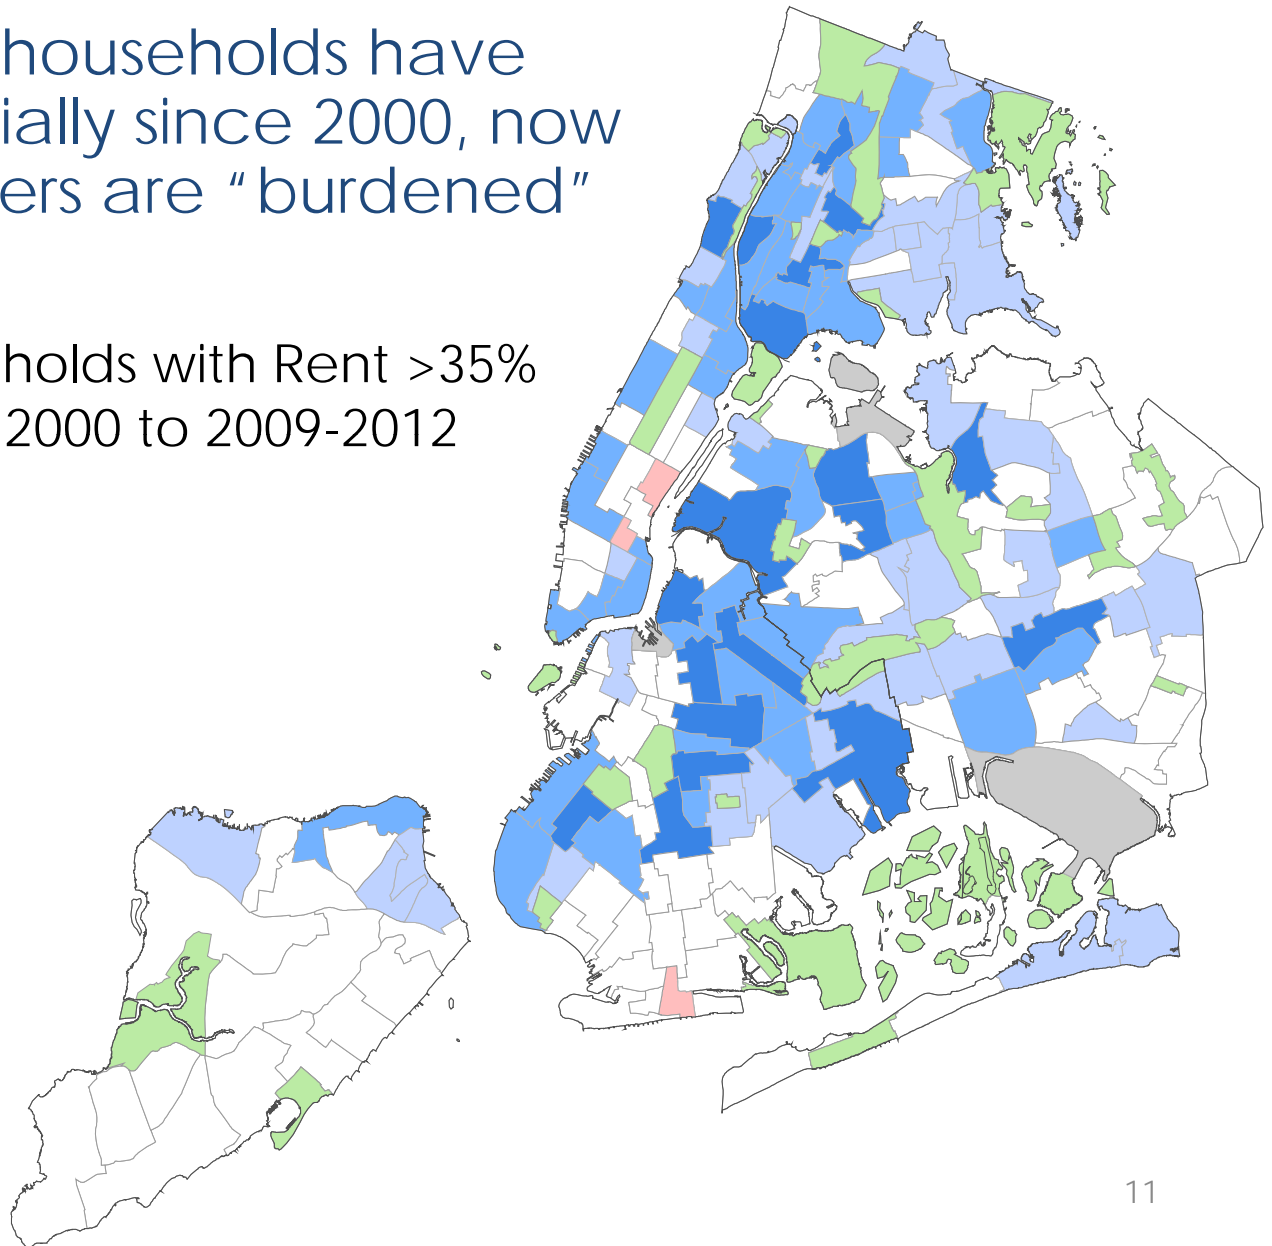 households have
ially since 2000, now
ers are “burdened”
holds with Rent >35%
2000 to 2009-2012
11